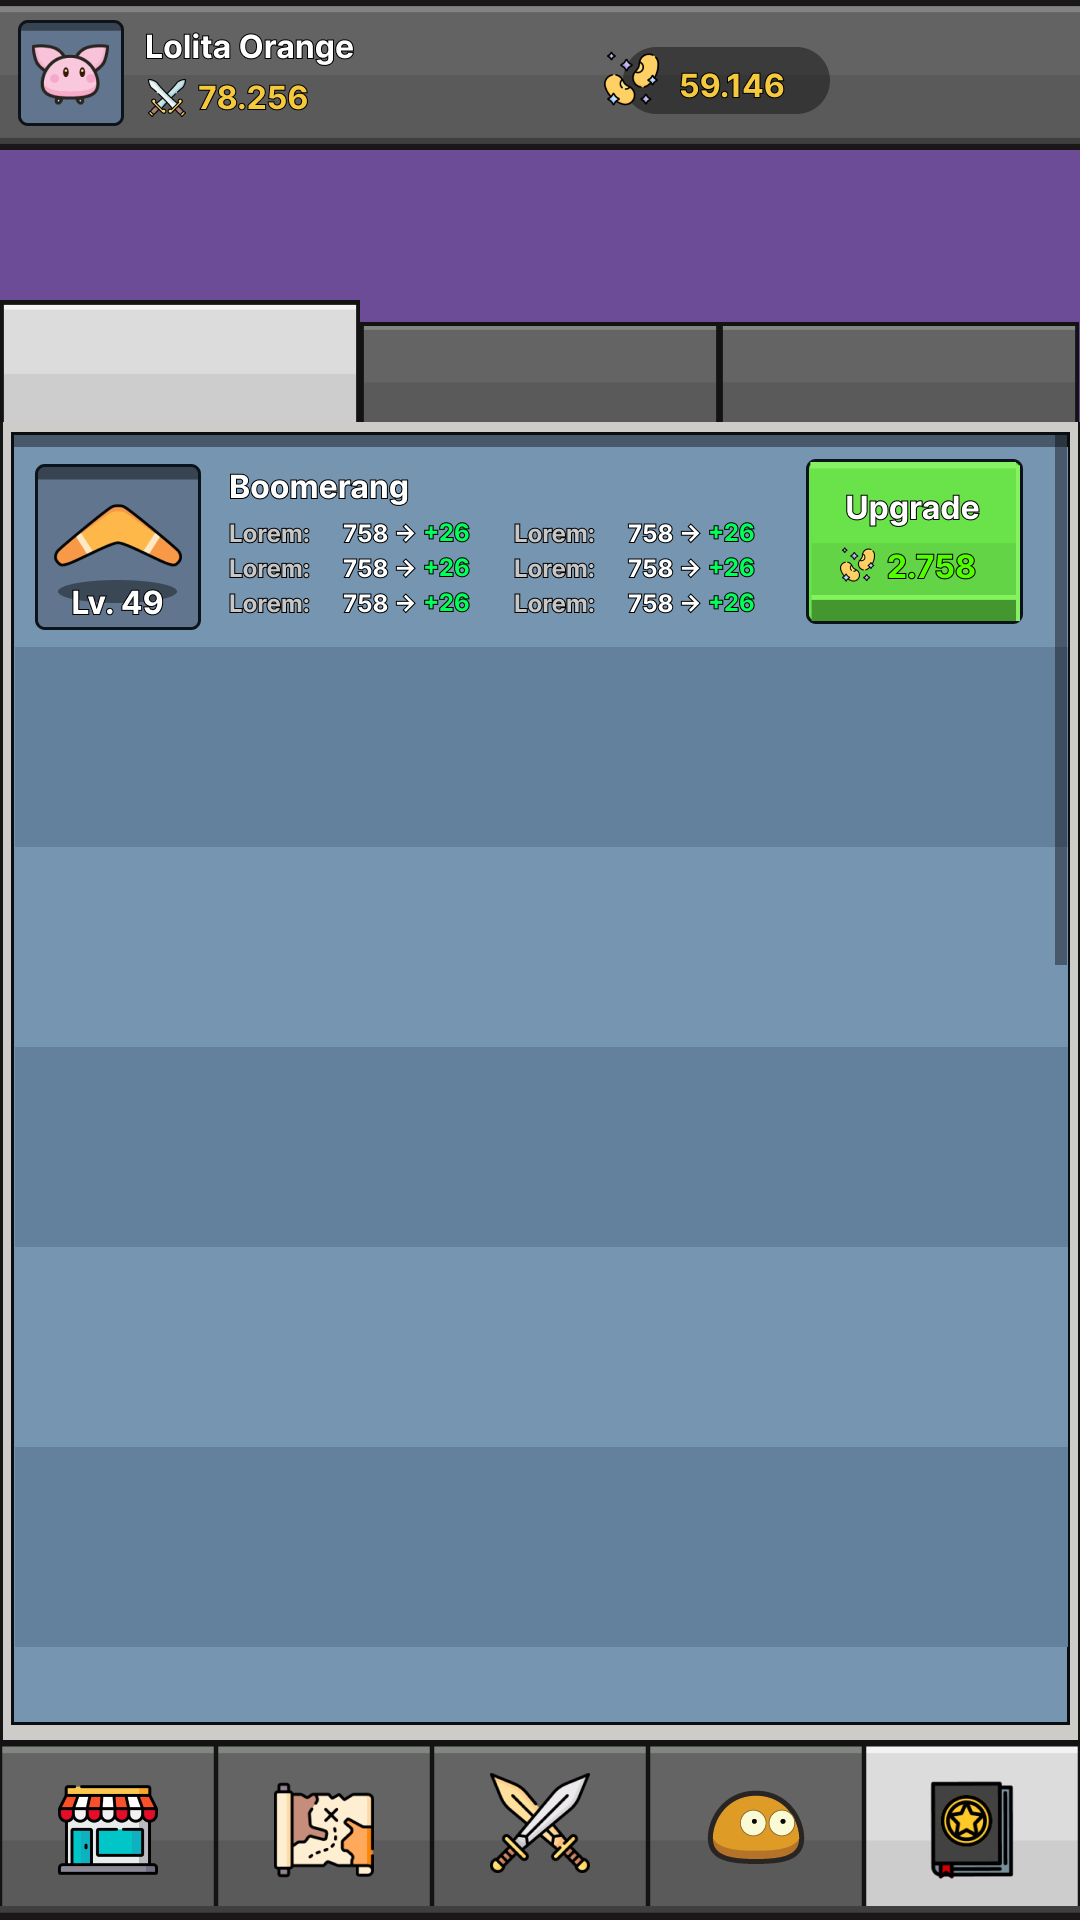 Lolita Orange
78.256
59.146
Boomerang
Lorem: 758 → +26 Lorem: 758 → +26
Lorem: 758 → +26 Lorem: 758 → +26
Lorem: 758 → +26 Lorem: 758 → +26
Lv. 49
Upgrade
2.758